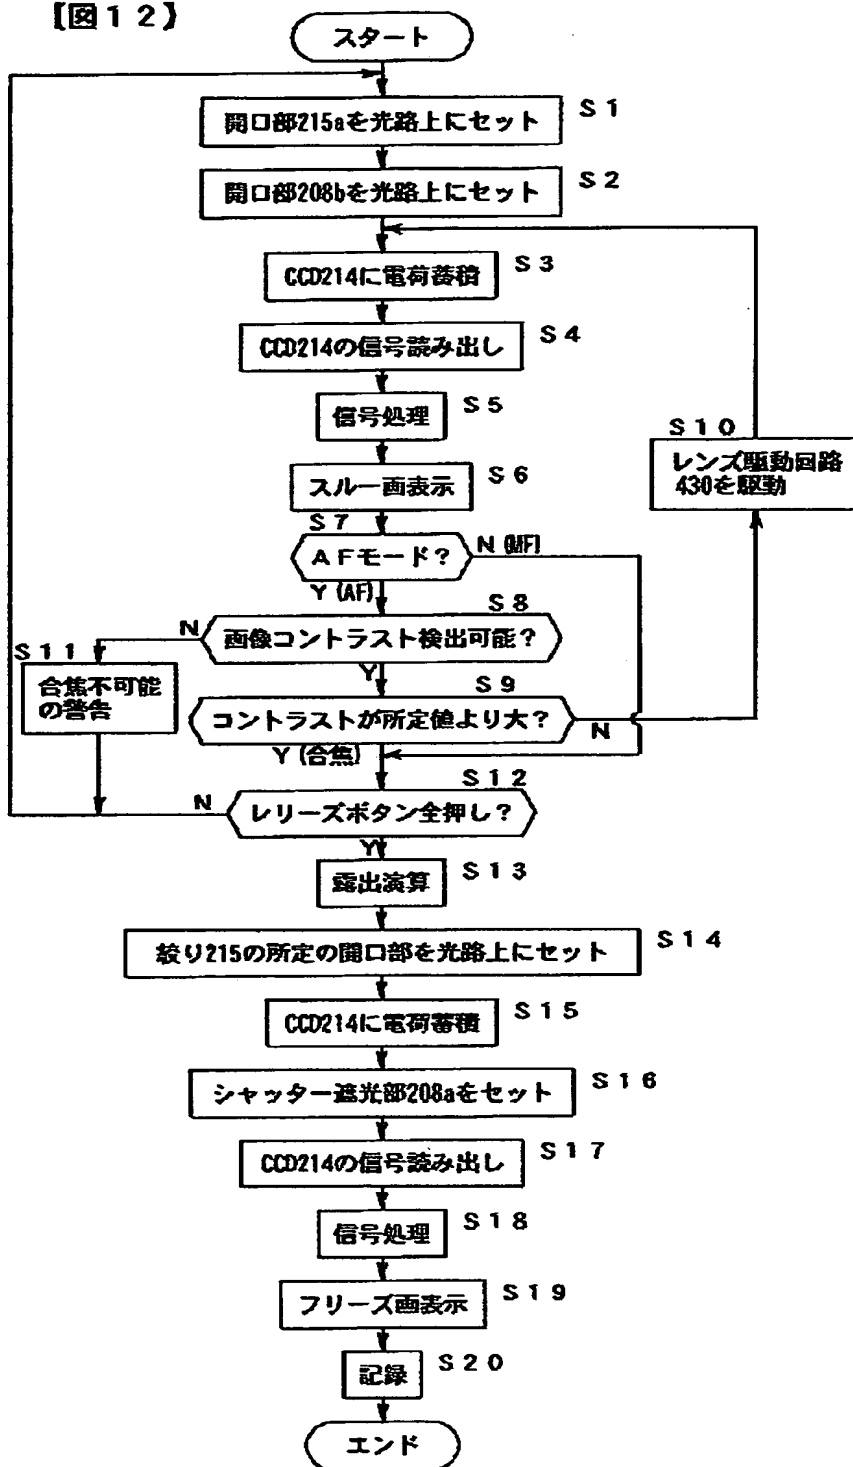 【図12】
スタート
開口部215aを光路上にセット
S1
開口部208bを光路上にセット
S2
CCD214に電荷蓄積
S3
CCD214の信号読み出し
S4
信号処理
S5
スルー画表示
S6
S7
AFモード?
N (MF)
Y (AF)
S8
画像コントラスト検出可能?
N
Y
S9
コントラストが所定値より大?
N
Y (合焦)
S10
レンズ駆動回路
430を駆動
S11
合焦不可能
の警告
S12
レリーズボタン全押し?
N
Y
露出演算
S13
絞り215の所定の開口部を光路上にセット
S14
CCD214に電荷蓄積
S15
シャッター遮光部208aをセット
S16
CCD214の信号読み出し
S17
信号処理
S18
フリーズ画表示
S19
記録
S20
エンド